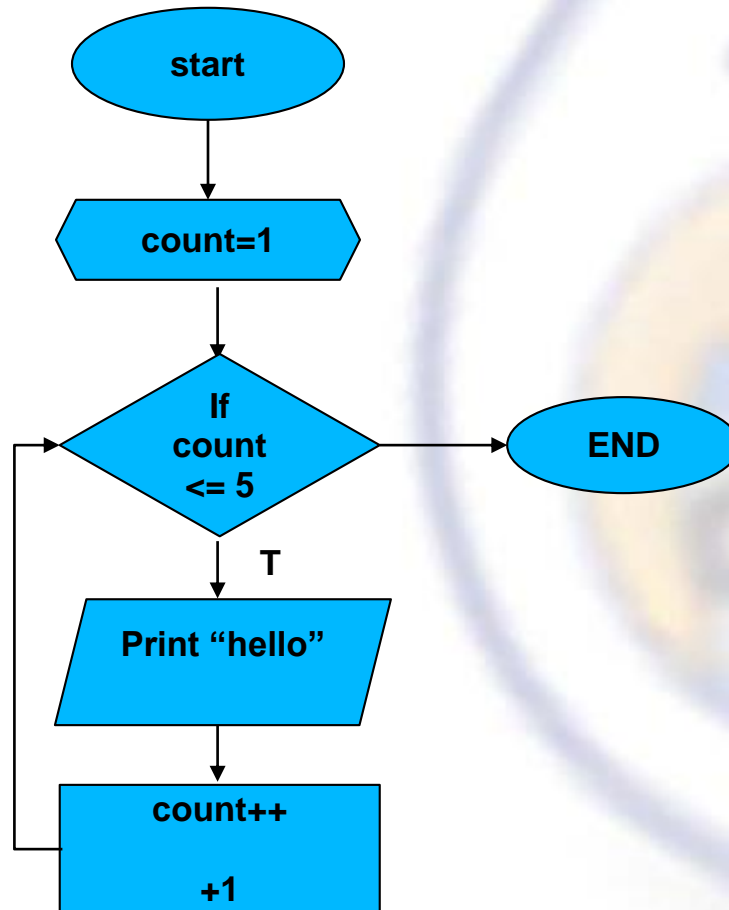 start
count=1
If
count
<= 5
END
T
Print “hello”
count++
+1